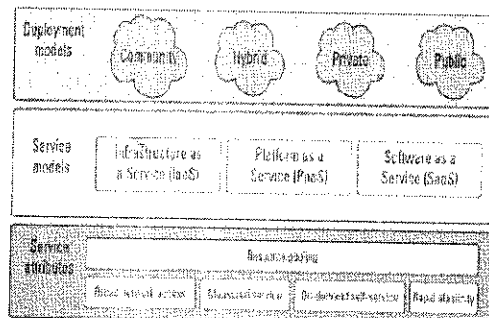 Deployment
models
Community
Hybrid
Private
Public
Service
models
Infrastructure as
a Service (IaaS)
Platform as a
Service (PaaS)
Software as a
Service (SaaS)
Service
attributes
Resource pooling
Broad network access
Measured service
On-demand self-service
Rapid elasticity